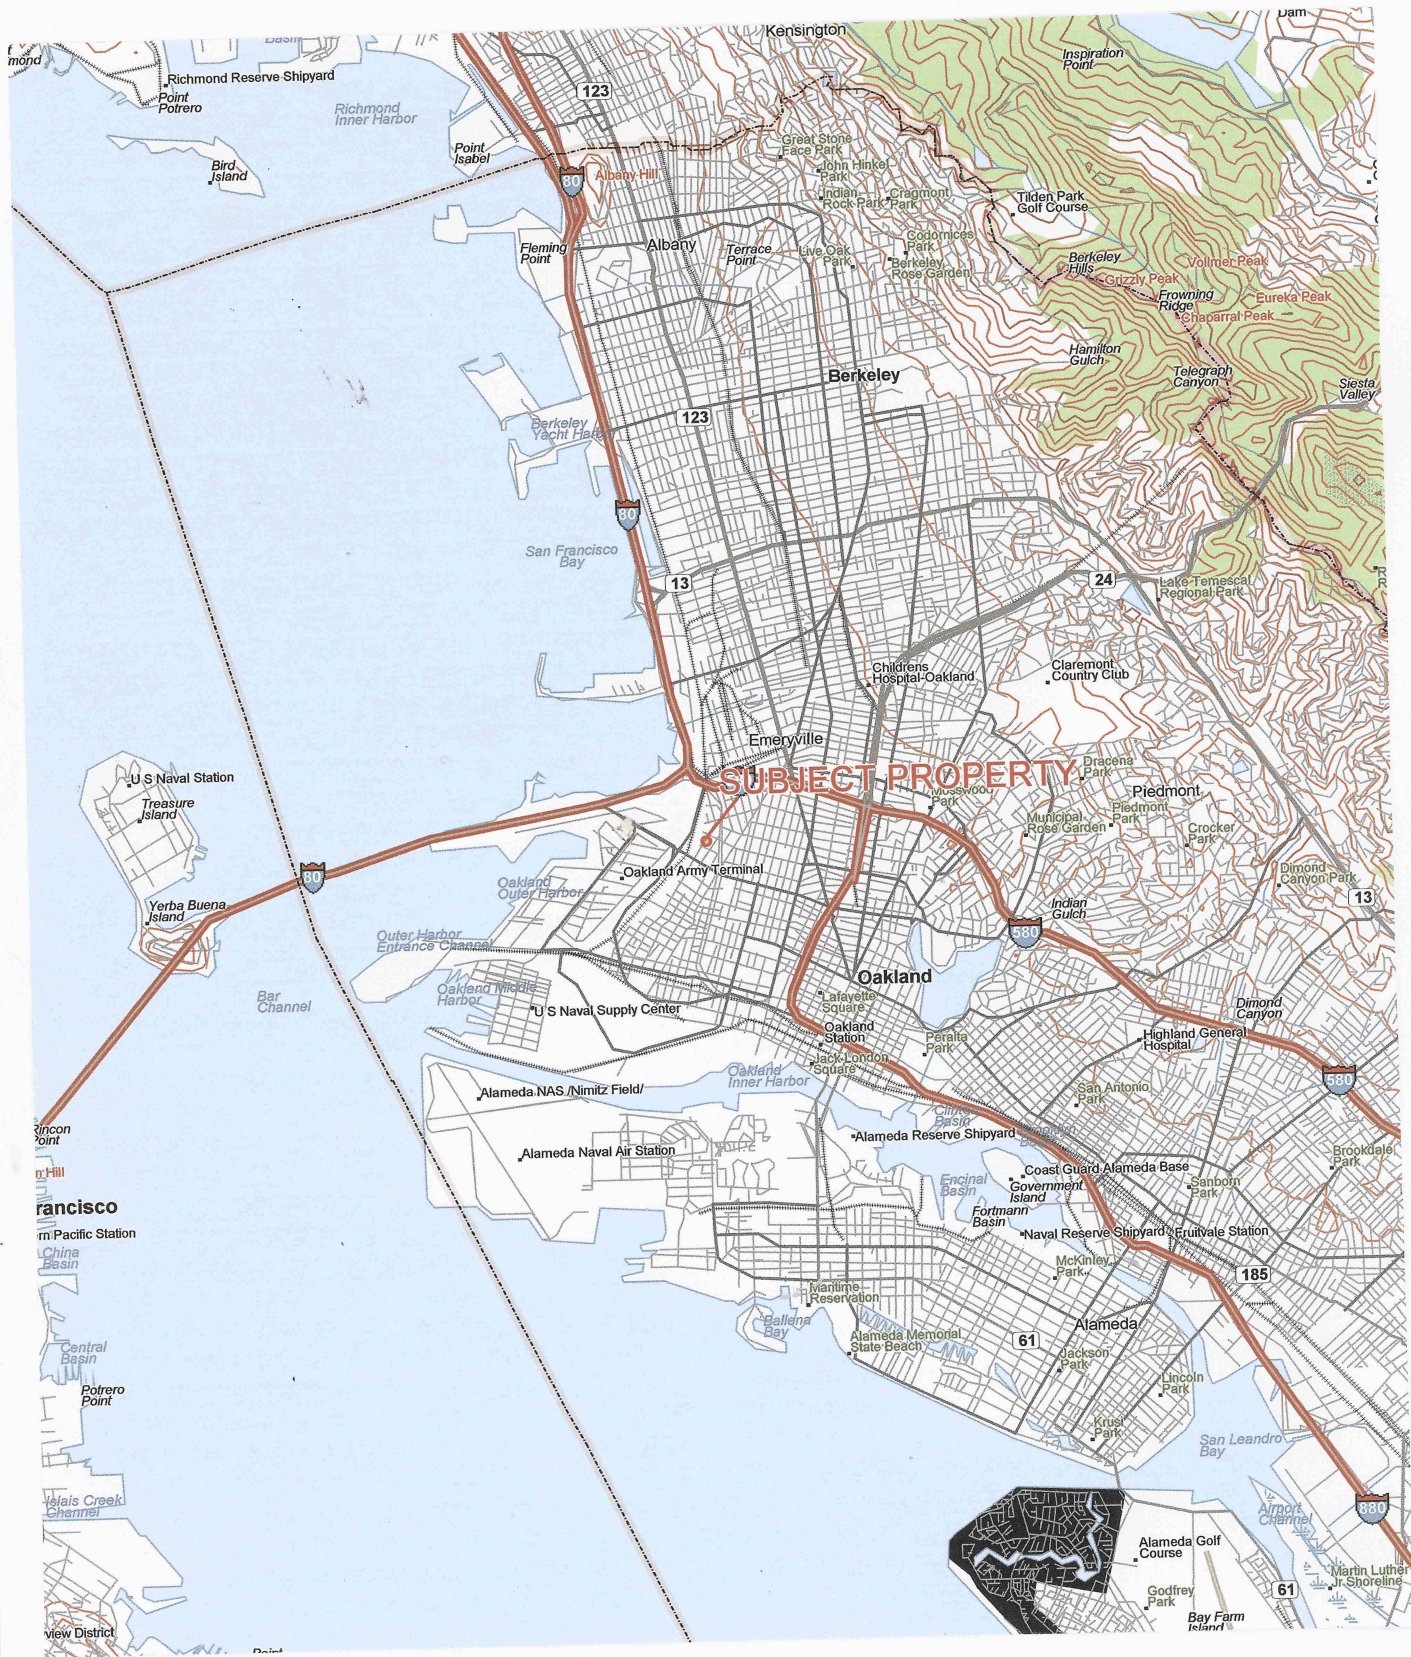 Kensington
Dam
mond
Basin
Richmond Reserve Shipyard
Point
Potrero
Richmond
Inner Harbor
123
Inspiration
Point
Point
Isabel
Bird
Island
80
Albany Hill
Great Stone
Face Park
John Hinkel
Park
Indian
Rock Park
Cragmont
Park
Tilden Park
Golf Course
Fleming
Point
Albany
Terrace
Point
Live Oak
Park
Codornices
Park
Berkeley
Rose Garden
Berkeley
Hills
Grizzly Peak
Vollmer Peak
Frowning
Ridge
Eureka Peak
Chaparral Peak
Hamilton
Gulch
Telegraph
Canyon
Siesta
Valley
Berkeley
123
Berkeley
Yacht Harbor
80
San Francisco
Bay
13
24
Lake Temescal
Regional Park
Childrens
Hospital-Oakland
Claremont
Country Club
Emeryville
SUBJECT PROPERTY
Dracena
Park
Mosswood
Park
Piedmont
U S Naval Station
Treasure
Island
Municipal
Rose Garden
Piedmont
Park
Crocker
Park
80
Oakland Army Terminal
Oakland
Outer Harbor
Dimond
Canyon Park
13
Yerba Buena
Island
Outer Harbor
Entrance Channel
Indian
Gulch
580
Oakland
Oakland Middle
Harbor
Bar
Channel
U S Naval Supply Center
Lafayette
Square
Dimond
Canyon
Oakland
Station
Peralta
Park
Highland General
Hospital
Jack London
Square
Oakland
Inner Harbor
580
Alameda NAS /Nimitz Field/
San Antonio
Park
Clinton
Basin
Rincon
Point
Alameda Reserve Shipyard
Alameda Naval Air Station
Brookdale
Park
n Hill
Coast Guard Alameda Base
Encinal
Basin
Government
Island
Sanborn
Park
rancisco
Fortmann
Basin
rn Pacific Station
Naval Reserve Shipyard
Fruitvale Station
China
Basin
McKinley
Park
185
Maritime
Reservation
Ballena
Bay
Alameda
Alameda Memorial
State Beach
61
Central
Basin
Jackson
Park
Potrero
Point
Lincoln
Park
Krusi
Park
San Leandro
Bay
Islais Creek
Channel
Airport
Channel
880
Alameda Golf
Course
Martin Luther
Jr Shoreline
Godfrey
Park
61
Bay Farm
Island
view District
Point